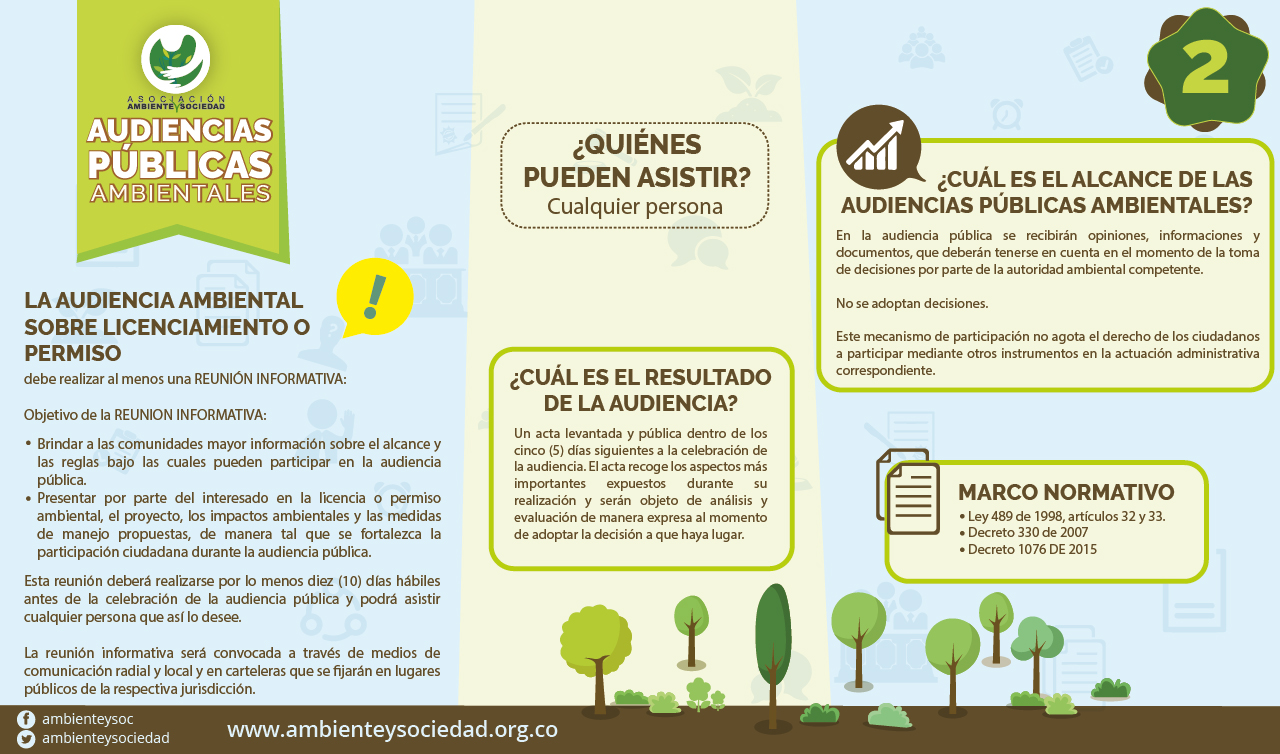 ASOCIACIÓN
AMBIENTE Y SOCIEDAD
AUDIENCIAS
PÚBLICAS
AMBIENTALES
LA AUDIENCIA AMBIENTAL
SOBRE LICENCIAMIENTO O
PERMISO
!
debe realizar al menos una REUNIÓN INFORMATIVA:
Objetivo de la REUNION INFORMATIVA:
• Brindar a las comunidades mayor información sobre el alcance y
las reglas bajo las cuales pueden participar en la audiencia
pública.
• Presentar por parte del interesado en la licencia o permiso
ambiental, el proyecto, los impactos ambientales y las medidas
de manejo propuestas, de manera tal que se fortalezca la
participación ciudadana durante la audiencia pública.
Esta reunión deberá realizarse por lo menos diez (10) días hábiles
antes de la celebración de la audiencia pública y podrá asistir
cualquier persona que así lo desee.
La reunión informativa será convocada a través de medios de
comunicación radial y local y en carteleras que se fijarán en lugares
públicos de la respectiva jurisdicción.
¿QUIÉNES
PUEDEN ASISTIR?
Cualquier persona
¿CUÁL ES EL RESULTADO
DE LA AUDIENCIA?
Un acta levantada y pública dentro de los
cinco (5) días siguientes a la celebración de
la audiencia. El acta recoge los aspectos más
importantes expuestos durante su
realización y serán objeto de análisis y
evaluación de manera expresa al momento
de adoptar la decisión a que haya lugar.
2
¿CUÁL ES EL ALCANCE DE LAS
AUDIENCIAS PÚBLICAS AMBIENTALES?
En la audiencia pública se recibirán opiniones, informaciones y
documentos, que deberán tenerse en cuenta en el momento de la toma
de decisiones por parte de la autoridad ambiental competente.
No se adoptan decisiones.
Este mecanismo de participación no agota el derecho de los ciudadanos
a participar mediante otros instrumentos en la actuación administrativa
correspondiente.
MARCO NORMATIVO
• Ley 489 de 1998, artículos 32 y 33.
• Decreto 330 de 2007
• Decreto 1076 DE 2015
ambienteysoc
ambienteysociedad
www.ambienteysociedad.org.co